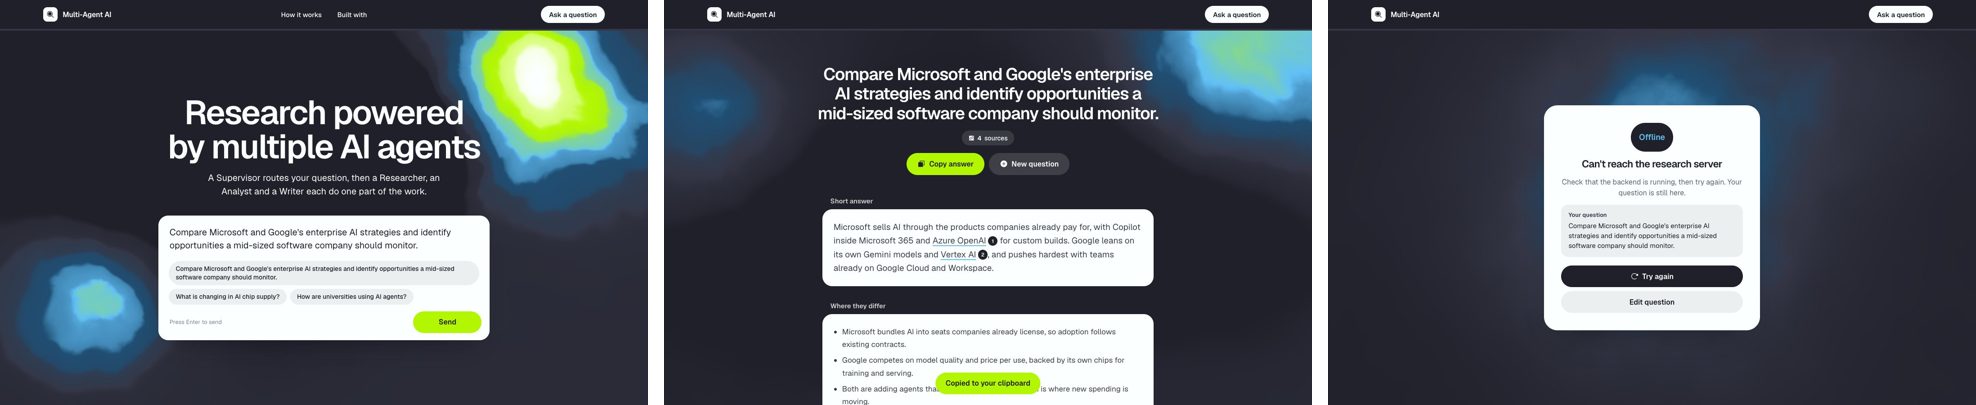 Multi-Agent AI
How it works
Built with
Ask a question
Research powered
by multiple AI agents
A Supervisor routes your question, then a Researcher, an
Analyst and a Writer each do one part of the work.
Compare Microsoft and Google's enterprise AI strategies and identify
opportunities a mid-sized software company should monitor.
Compare Microsoft and Google's enterprise AI strategies and identify opportunities a mid-sized
software company should monitor.
What is changing in AI chip supply?
How are universities using AI agents?
Press Enter to send
Send
Multi-Agent AI
Ask a question
Compare Microsoft and Google's enterprise
AI strategies and identify opportunities a
mid-sized software company should monitor.
4 sources
Copy answer
New question
Short answer
Microsoft sells AI through the products companies already pay for, with Copilot
inside Microsoft 365 and Azure OpenAI 1 for custom builds. Google leans on
its own Gemini models and Vertex AI 2, and pushes hardest with teams
already on Google Cloud and Workspace.
Where they differ
• Microsoft bundles AI into seats companies already license, so adoption follows
existing contracts.
• Google competes on model quality and price per use, backed by its own chips for
training and serving.
• Both are adding agents is where new spending is
moving.
Copied to your clipboard
Multi-Agent AI
Ask a question
Offline
Can't reach the research server
Check that the backend is running, then try again. Your
question is still here.
Your question
Compare Microsoft and Google's enterprise AI
strategies and identify opportunities a mid-sized
software company should monitor.
Try again
Edit question